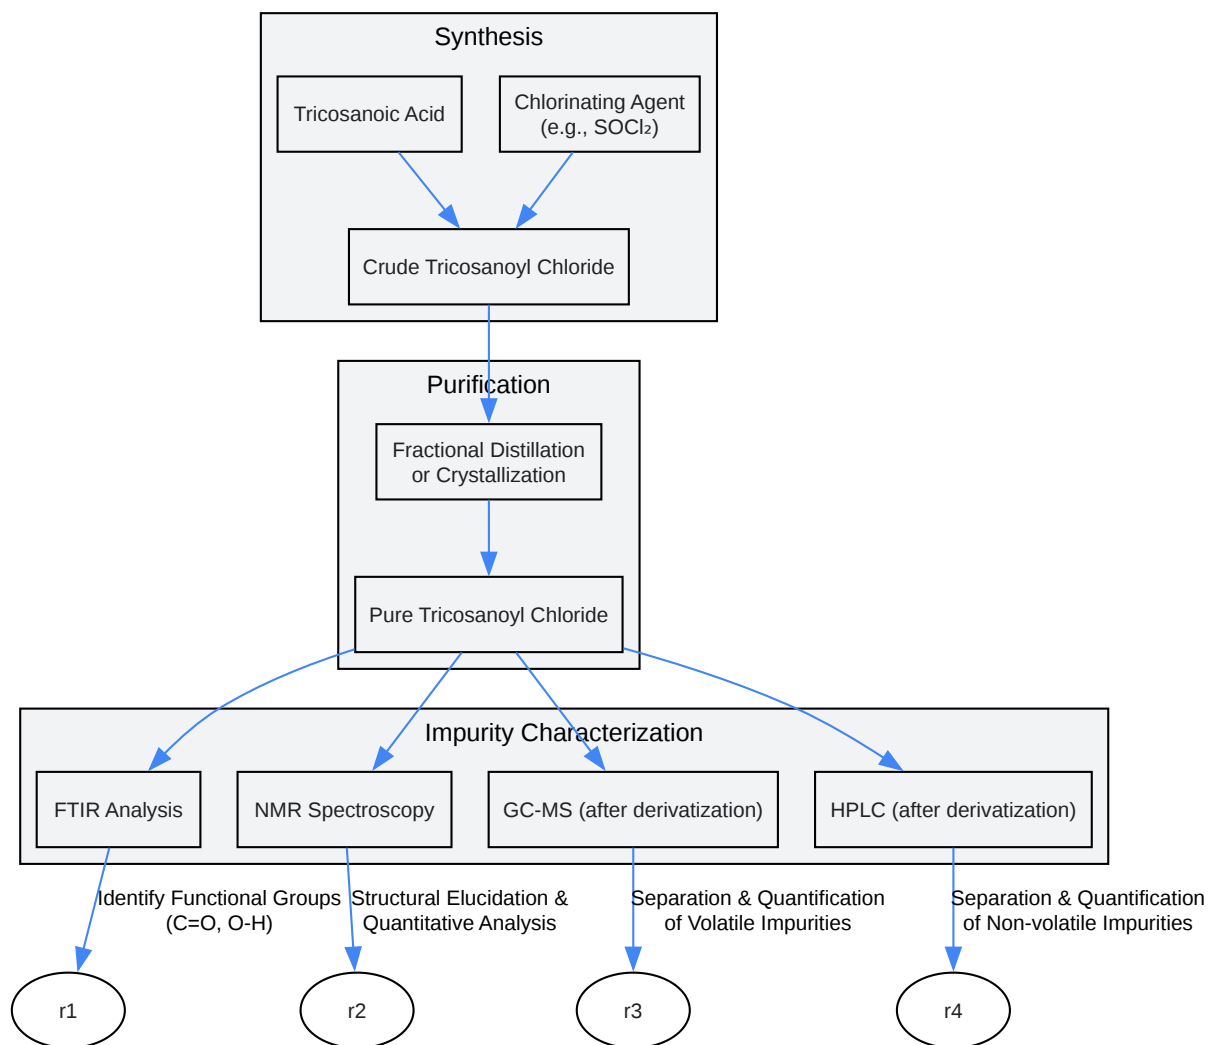 Synthesis
Tricosanoic Acid
Chlorinating Agent
(e.g., SOCl₂)
Crude Tricosanoyl Chloride
Purification
Fractional Distillation
or Crystallization
Pure Tricosanoyl Chloride
Impurity Characterization
FTIR Analysis
NMR Spectroscopy
GC-MS (after derivatization)
HPLC (after derivatization)
Identify Functional Groups
(C=O, O-H)
Structural Elucidation &
Quantitative Analysis
Separation & Quantification
of Volatile Impurities
Separation & Quantification
of Non-volatile Impurities
r1
r2
r3
r4